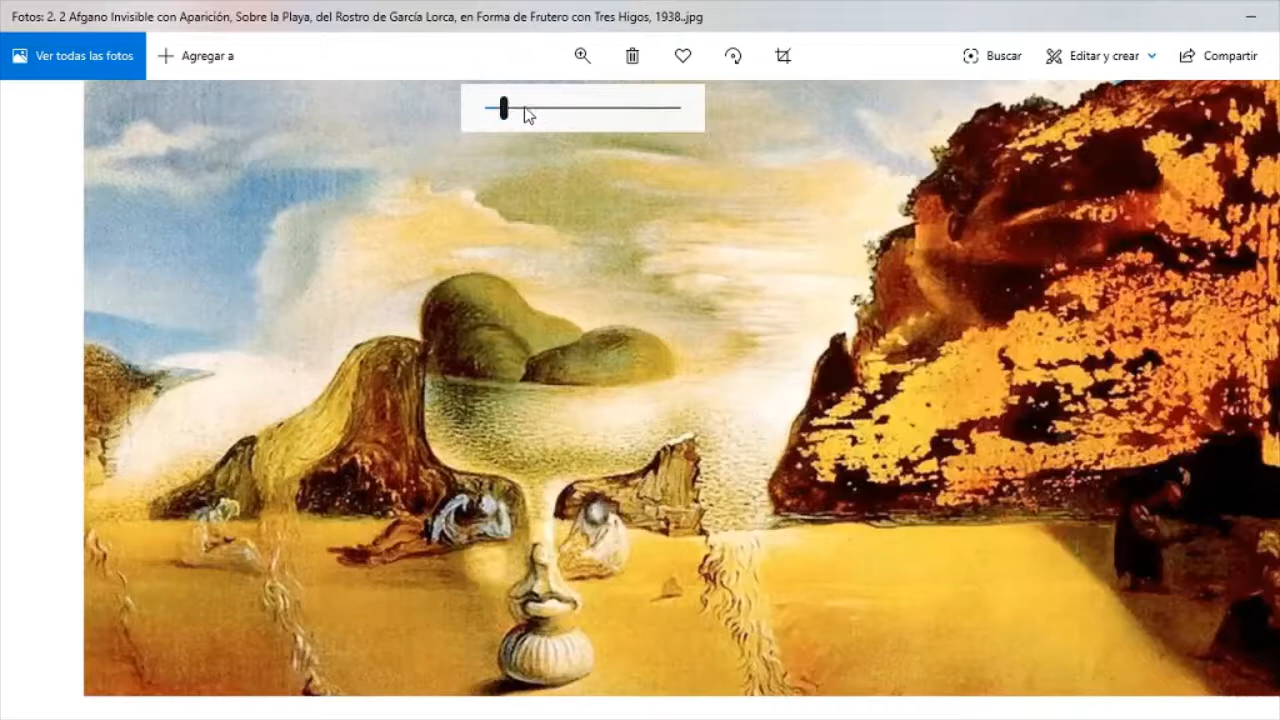 Fotos: 2. 2 Afgano Invisible con Aparición, Sobre la Playa, del Rostro de García Lorca, en Forma de Frutero con Tres Higos, 1938..jpg
Ver todas las fotos
Agregar a
Buscar
Editar y crear
Compartir